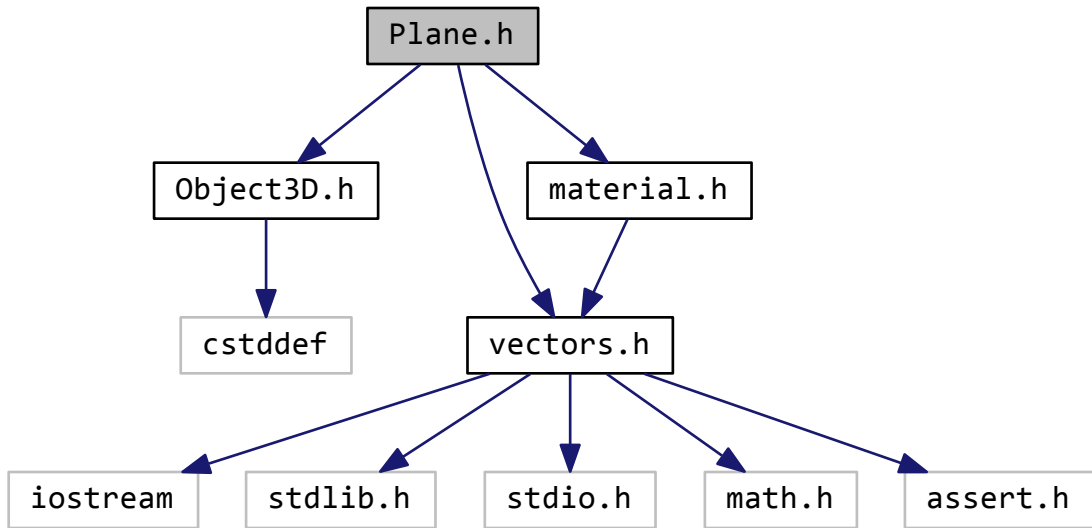 Plane.h
Object3D.h
material.h
cstddef
vectors.h
iostream
stdlib.h
stdio.h
math.h
assert.h